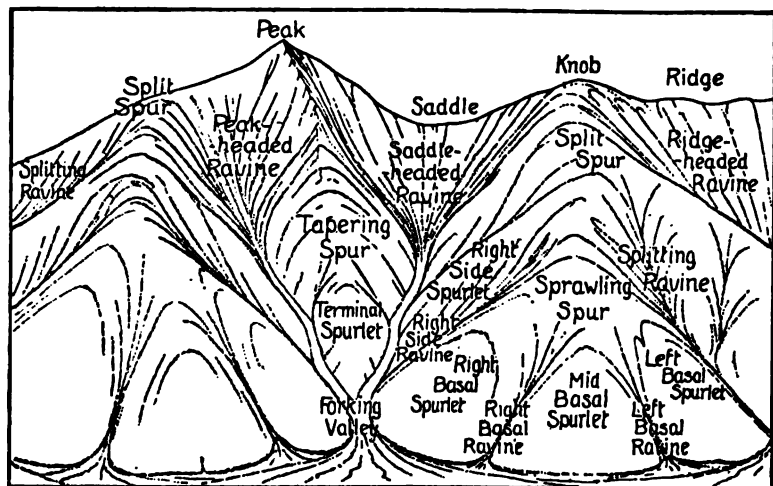 Peak
Knob
Ridge
Split
Spur
Saddle
Peak-
headed
Ravine
Split
Spur
Saddle-
headed
Ravine
Ridge-
headed
Ravine
Splitting
Ravine
Tapering
Spur
Right
Side
Spurlet
Splitting
Ravine
Sprawling
Spur
Terminal
Spurlet
Right
Side
Ravine
Right
Basal
Spurlet
Left
Basal
Spurlet
Mid
Basal
Spurlet
Forking
Valley
Right
Basal
Ravine
Left
Basal
Ravine